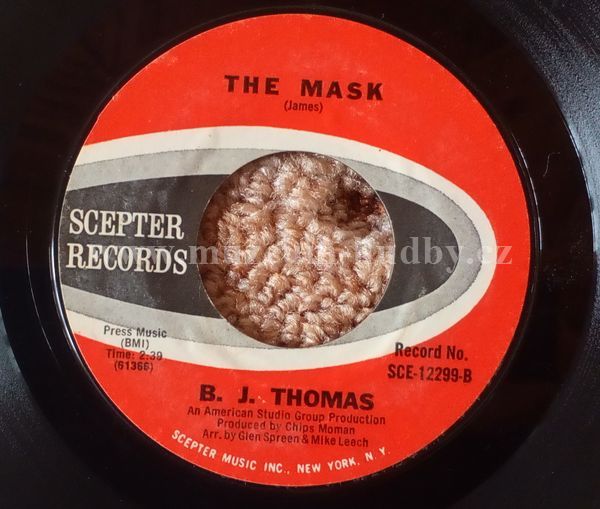 THE MASK
(James)
SCEPTER
RECORDS
Press Music
(BMI)
Time: 2:39
(61366)
Record No.
SCE-12299-B
B. J. THOMAS
An American Studio Group Production
Produced by Chips Moman
Arr. by Glen Spreen & Mike Leech
SCEPTER MUSIC INC., NEW YORK, N.Y.